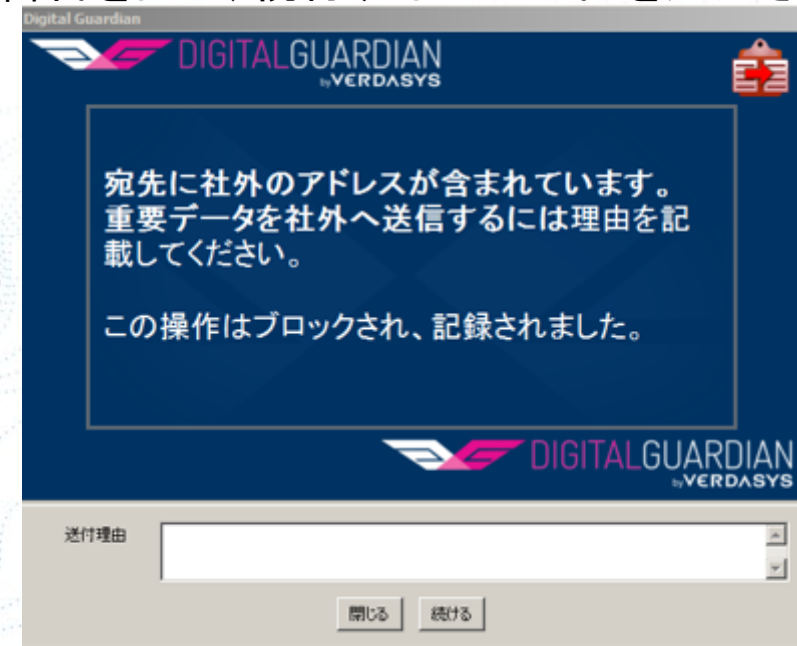 Digital Guardian
DIGITALGUARDIAN
by VERDASYS
宛先に社外のアドレスが含まれています。
重要データを社外へ送信するには理由を記
載してください。
この操作はブロックされ、記録されました。
DIGITALGUARDIAN
by VERDASYS
送付理由
閉じる 続ける